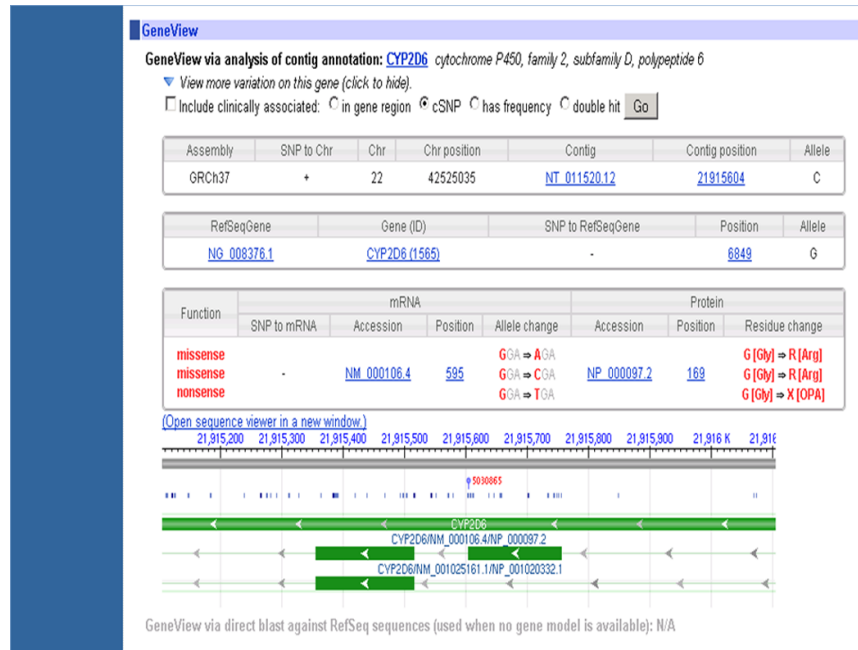 GeneView
GeneView via analysis of contig annotation: CYP2D6 cytochrome P450, family 2, subfamily D, polypeptide 6
View more variation on this gene (click to hide).
Include clinically associated: in gene region cSNP has frequency double hit Go
Assembly SNP to Chr Chr Chr position Contig Contig position Allele
GRCh37 + 22 42525035 NT_011520.12 21915604 C
RefSeqGene Gene (ID) SNP to RefSeqGene Position Allele
NG_008376.1 CYP2D6 (1565) - 6849 G
Function mRNA Protein
SNP to mRNA Accession Position Allele change Accession Position Residue change
missense GGA ⇒ AGA G [Gly] ⇒ R [Arg]
missense - NM_000106.4 595 GGA ⇒ CGA NP_000097.2 169 G [Gly] ⇒ R [Arg]
nonsense GGA ⇒ TGA G [Gly] ⇒ X [OPA]
(Open sequence viewer in a new window.)
21,915,200 21,915,300 21,915,400 21,915,500 21,915,600 21,915,700 21,915,800 21,915,900 21,916 K 21,916
5030865
CYP2D6
CYP2D6/NM_000106.4/NP_000097.2
CYP2D6/NM_001025161.1/NP_001020332.1
GeneView via direct blast against RefSeq sequences (used when no gene model is available): N/A